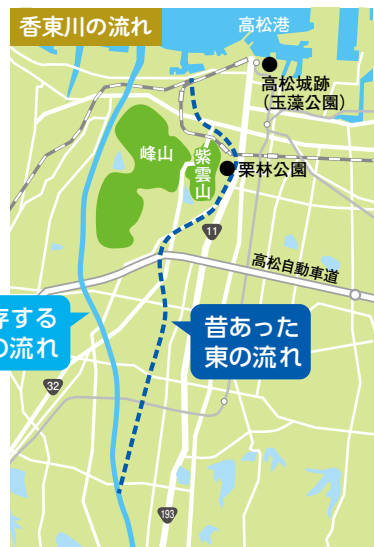 香東川の流れ
高松港
高松城跡
（玉藻公園）
峰山
紫雲山
栗林公園
11
高松自動車道
存する
の流れ
昔あった
東の流れ
32
193